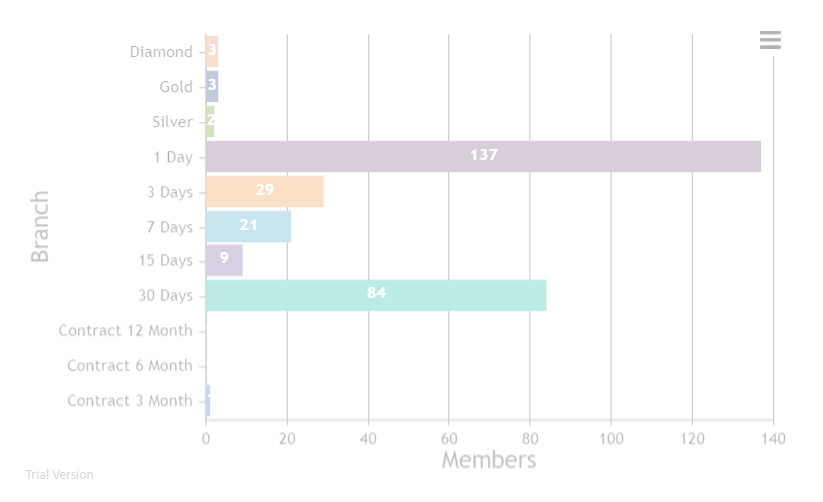 Diamond 3
Gold 3
Silver 2
1 Day 137
3 Days 29
7 Days 21
15 Days 9
30 Days 84
Contract 12 Month
Contract 6 Month
Contract 3 Month
Branch
0 20 40 60 80 100 120 140
Members
Trial Version